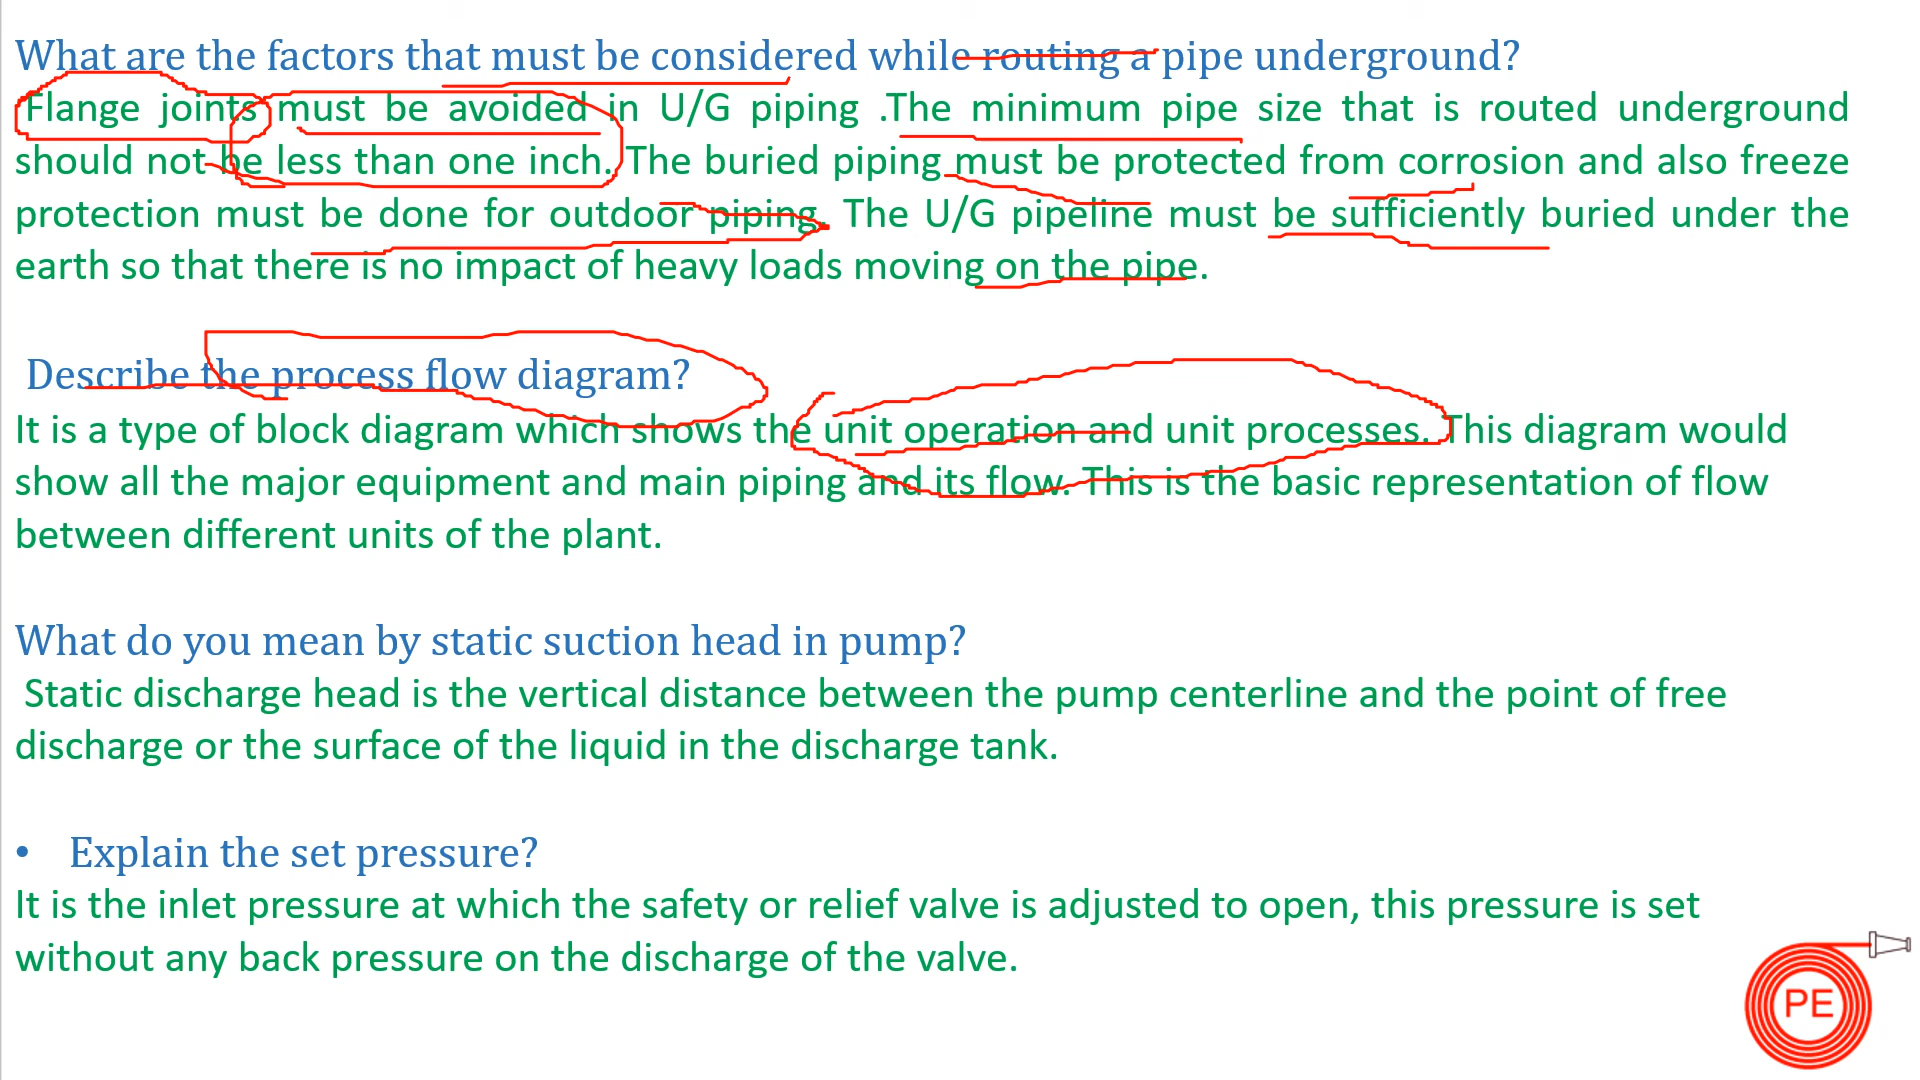 What are the factors that must be considered while routing a pipe underground?
Flange joints must be avoided in U/G piping .The minimum pipe size that is routed underground
should not be less than one inch. The buried piping must be protected from corrosion and also freeze
protection must be done for outdoor piping. The U/G pipeline must be sufficiently buried under the
earth so that there is no impact of heavy loads moving on the pipe.
Describe the process flow diagram?
It is a type of block diagram which shows the unit operation and unit processes. This diagram would
show all the major equipment and main piping and its flow. This is the basic representation of flow
between different units of the plant.
What do you mean by static suction head in pump?
Static discharge head is the vertical distance between the pump centerline and the point of free
discharge or the surface of the liquid in the discharge tank.
• Explain the set pressure?
It is the inlet pressure at which the safety or relief valve is adjusted to open, this pressure is set
without any back pressure on the discharge of the valve.
PE